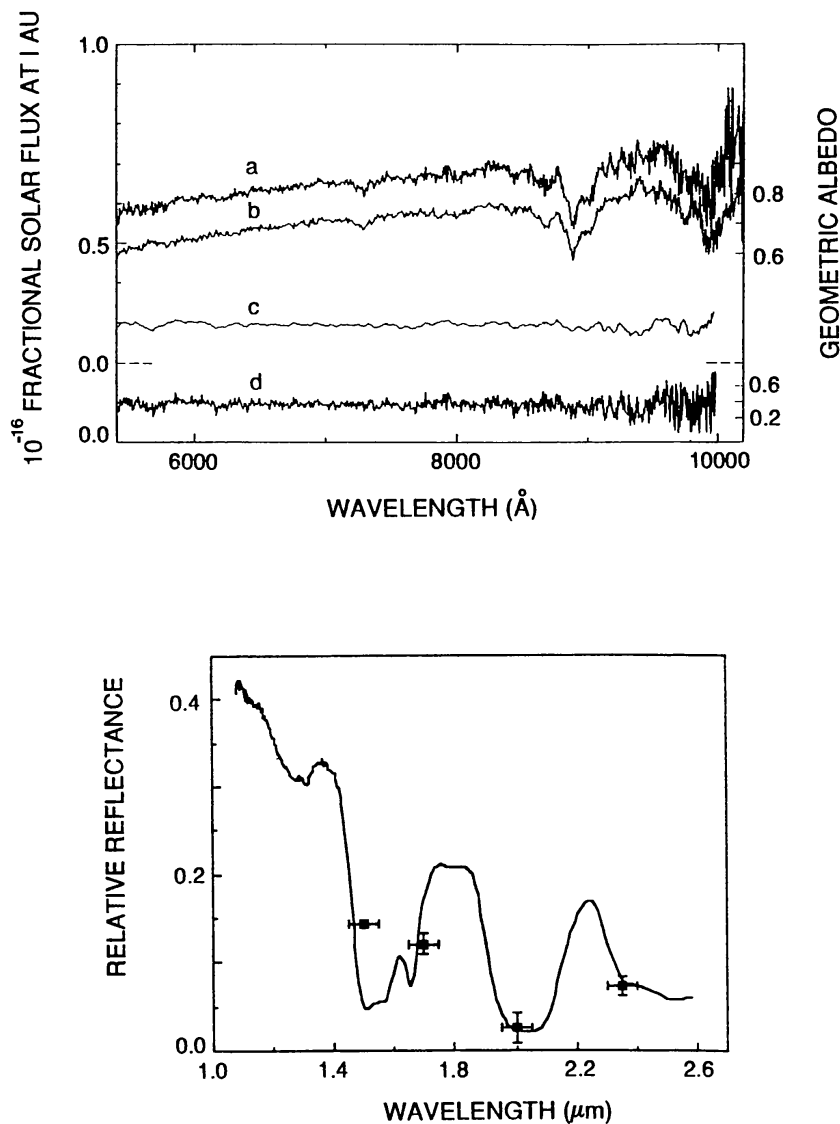 10⁻¹⁶ FRACTIONAL SOLAR FLUX AT I AU
1.0
0.5
0.0
0.0
a
b
c
d
0.8
0.6
0.6
0.2
GEOMETRIC ALBEDO
6000
8000
10000
WAVELENGTH (Å)
RELATIVE REFLECTANCE
0.4
0.2
0.0
1.0
1.4
1.8
2.2
2.6
WAVELENGTH (μm)